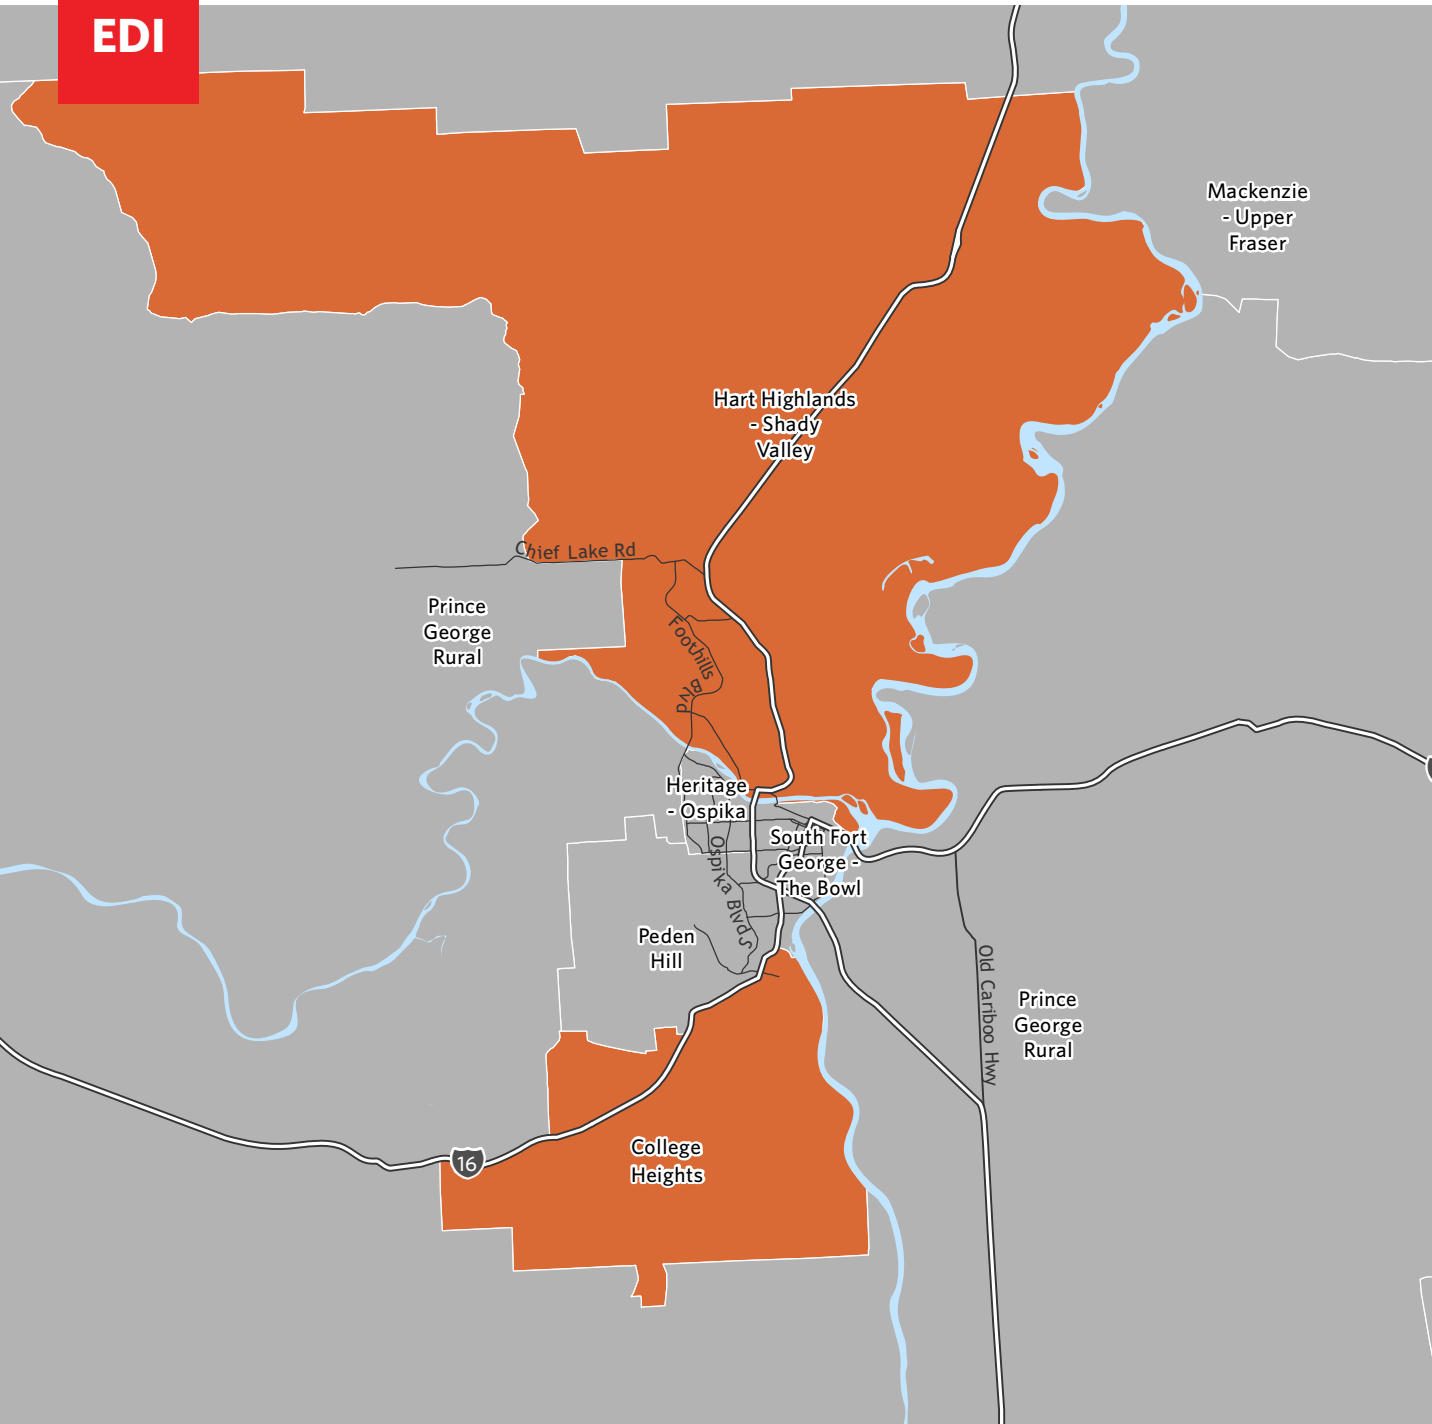 EDI
Mackenzie
- Upper
Fraser
Hart Highlands
- Shady
Valley
Chief Lake Rd
Prince
George
Rural
Foothills
Blvd
Heritage
- Ospika
South Fort
George -
The Bowl
Ospika Blvd S
Peden
Hill
Old Cariboo Hwy
Prince
George
Rural
College
Heights
16